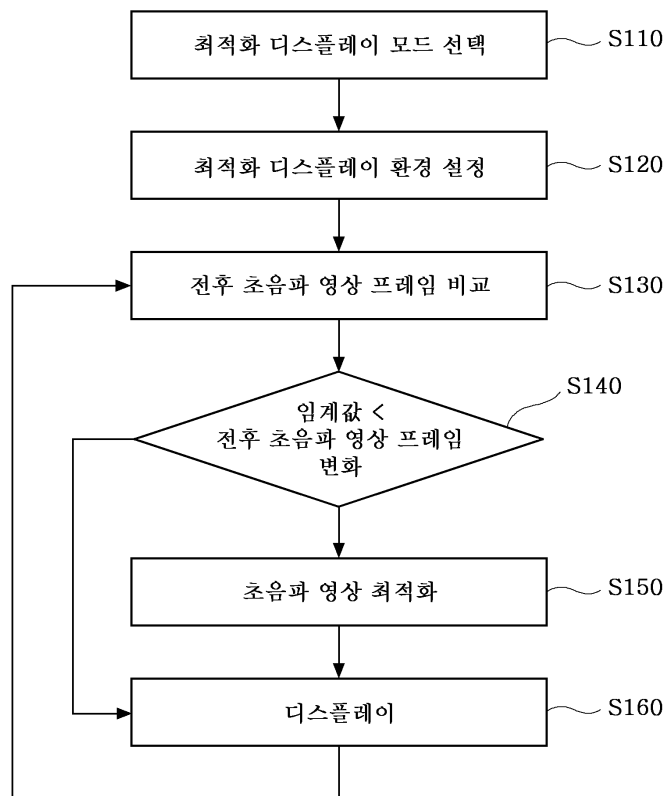 최적화 디스플레이 모드 선택
S110
최적화 디스플레이 환경 설정
S120
전후 초음파 영상 프레임 비교
S130
임계값 <
전후 초음파 영상 프레임
변화
S140
초음파 영상 최적화
S150
디스플레이
S160